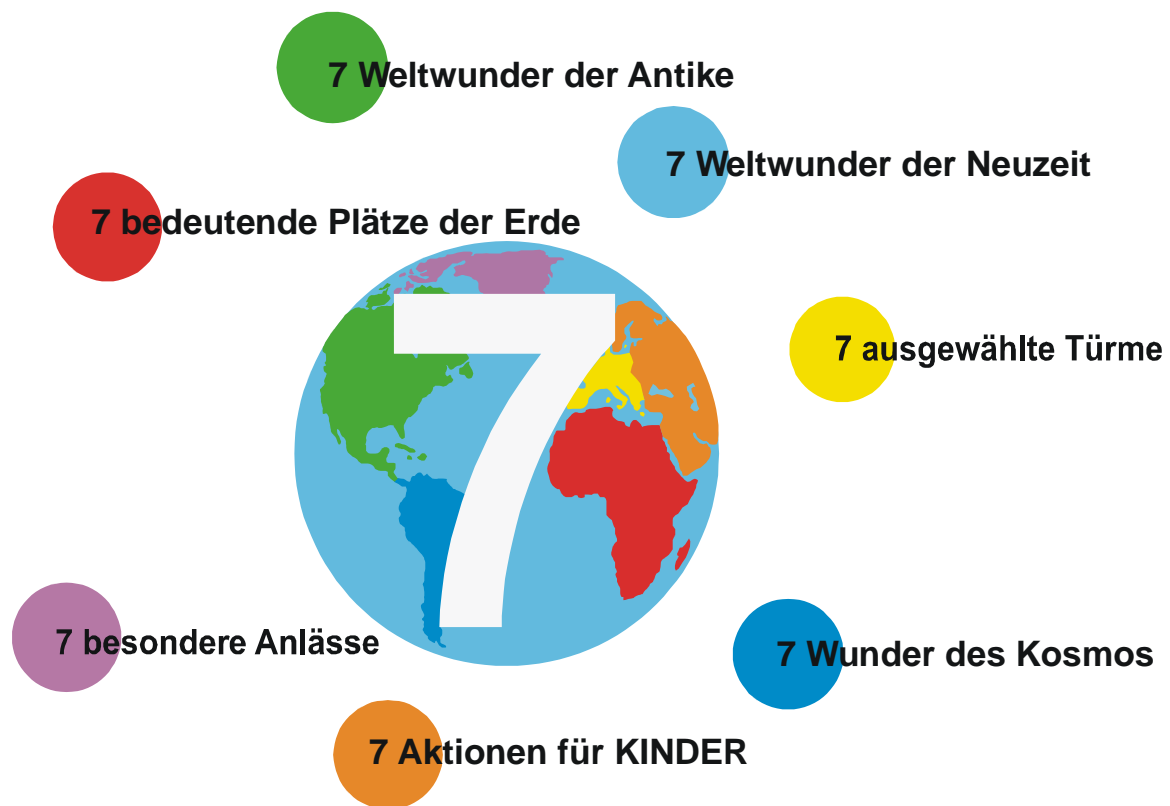 7 Weltwunder der Antike
7 Weltwunder der Neuzeit
7 bedeutende Plätze der Erde
7
7 ausgewählte Türme
7 besondere Anlässe
7 Wunder des Kosmos
7 Aktionen für KINDER